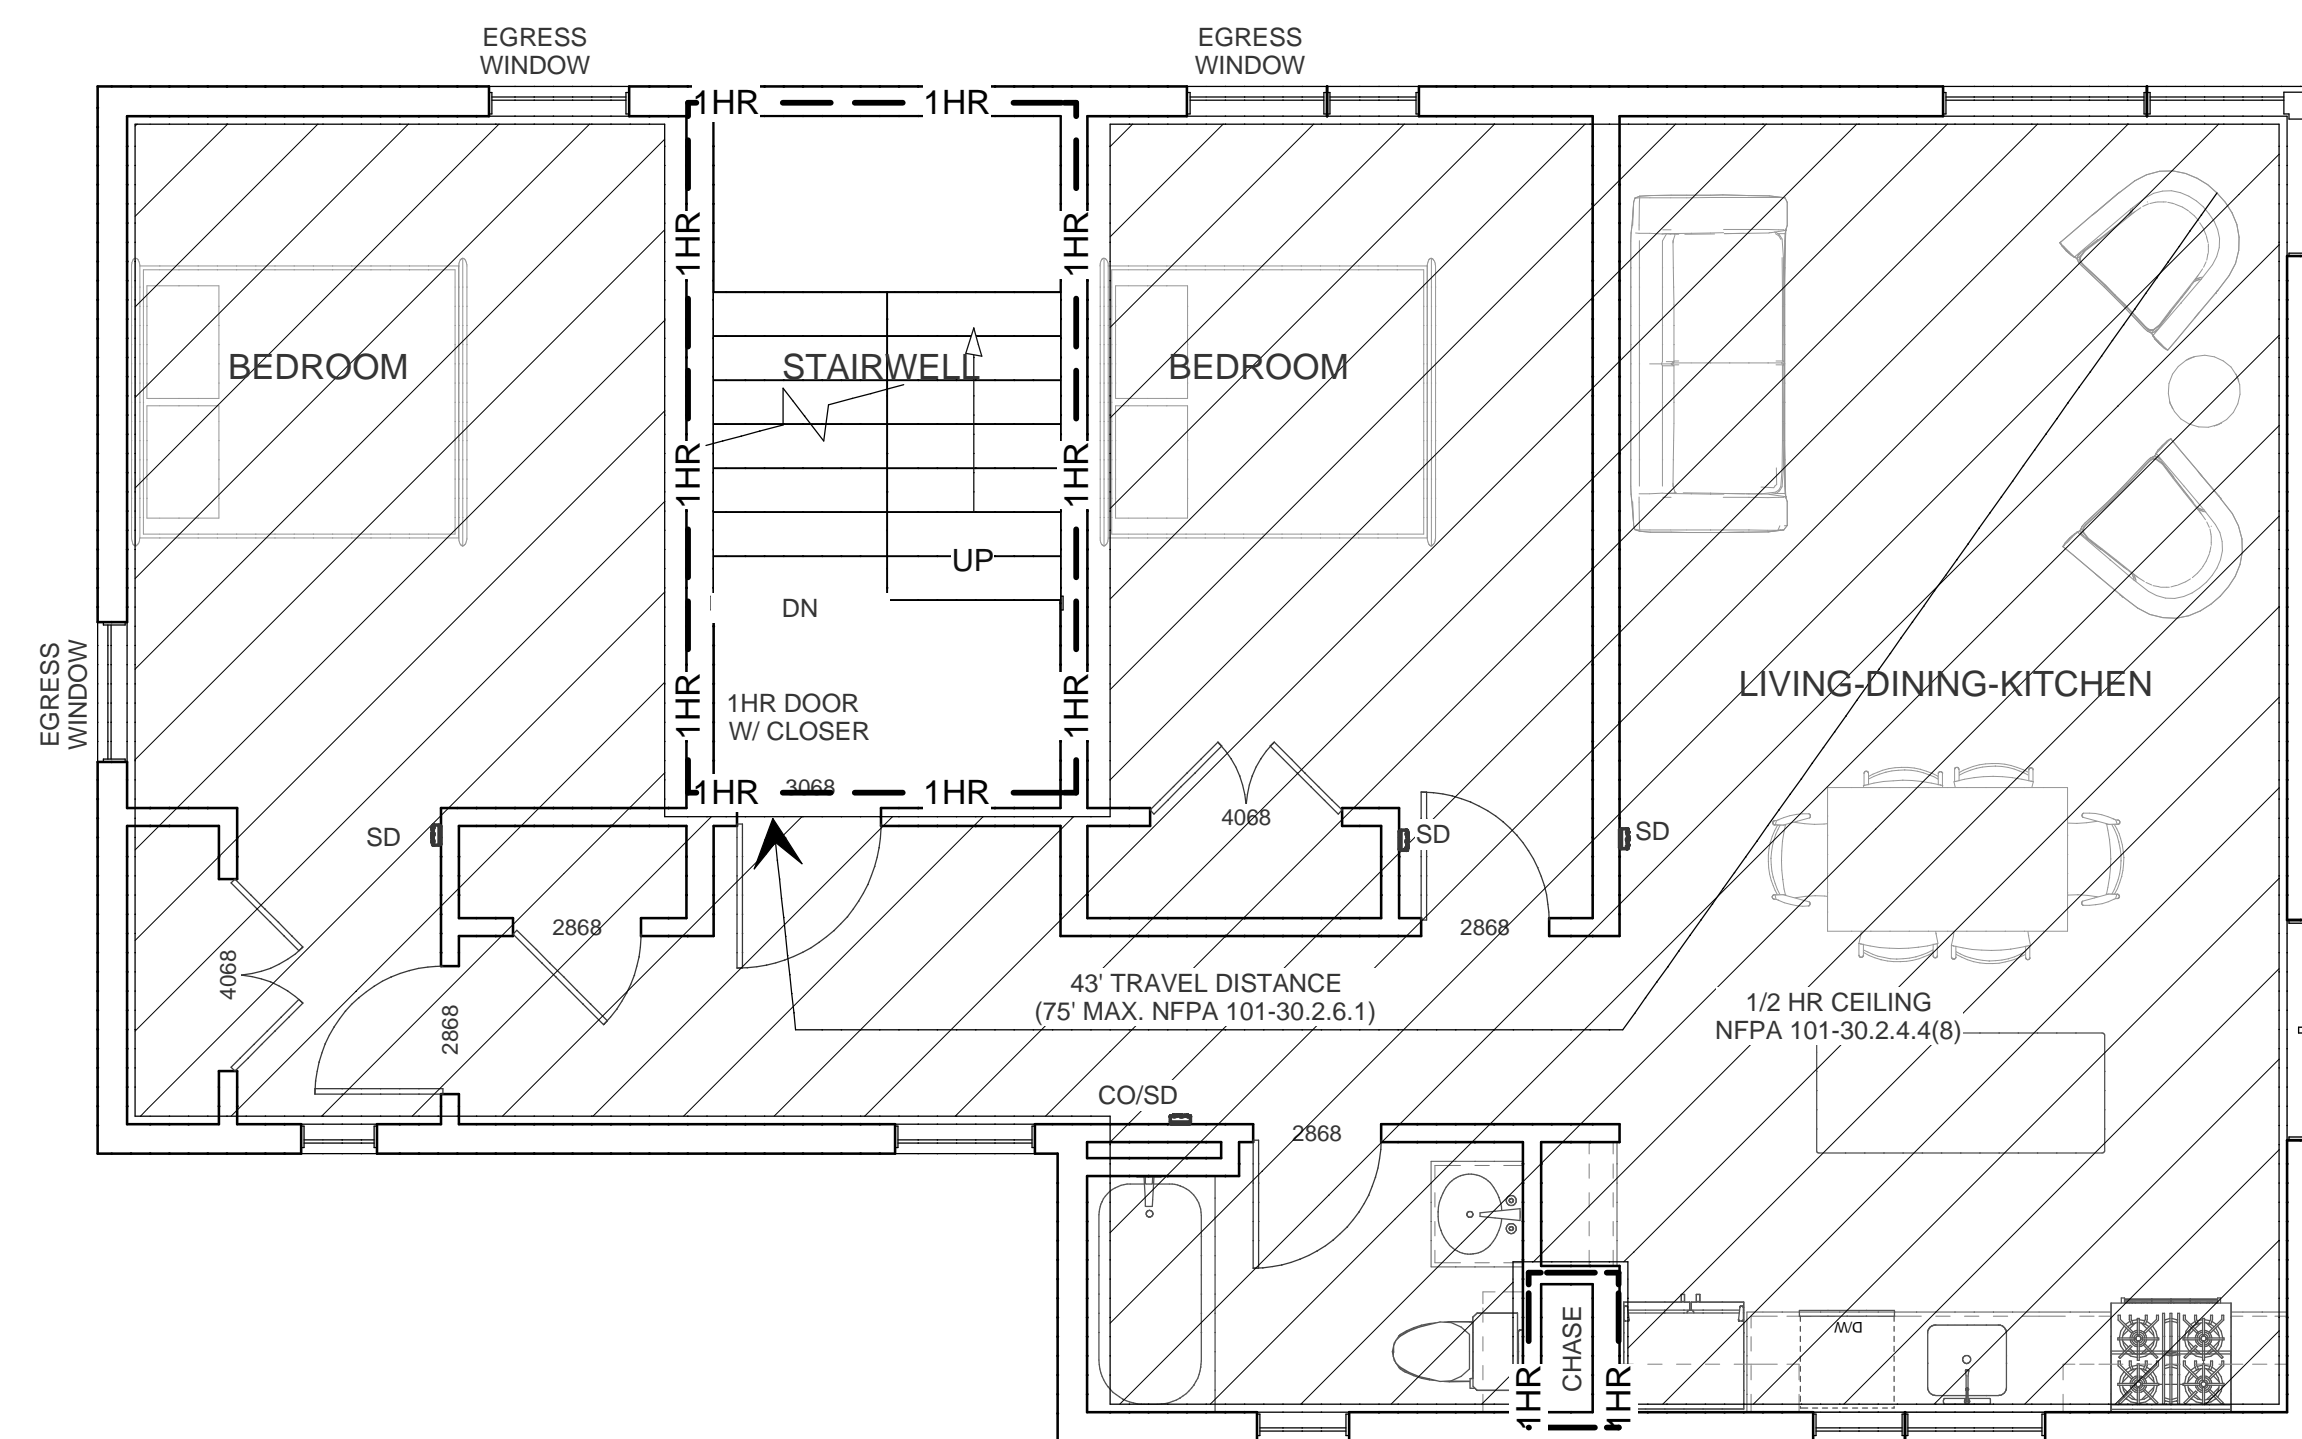 EGRESS
WINDOW
EGRESS
WINDOW
1HR
1HR
1HR
1HR
BEDROOM
STAIRWELL
BEDROOM
1HR
1HR
UP
DN
EGRESS
WINDOW
1HR
1HR
LIVING-DINING-KITCHEN
1HR DOOR
W/ CLOSER
3068
1HR
1HR
4068
SD
SD
SD
2868
2868
4068
2868
43' TRAVEL DISTANCE
(75' MAX. NFPA 101-30.2.6.1)
1/2 HR CEILING
NFPA 101-30.2.4.4(8)
CO/SD
2868
D/W
CHASE
1HR
1HR